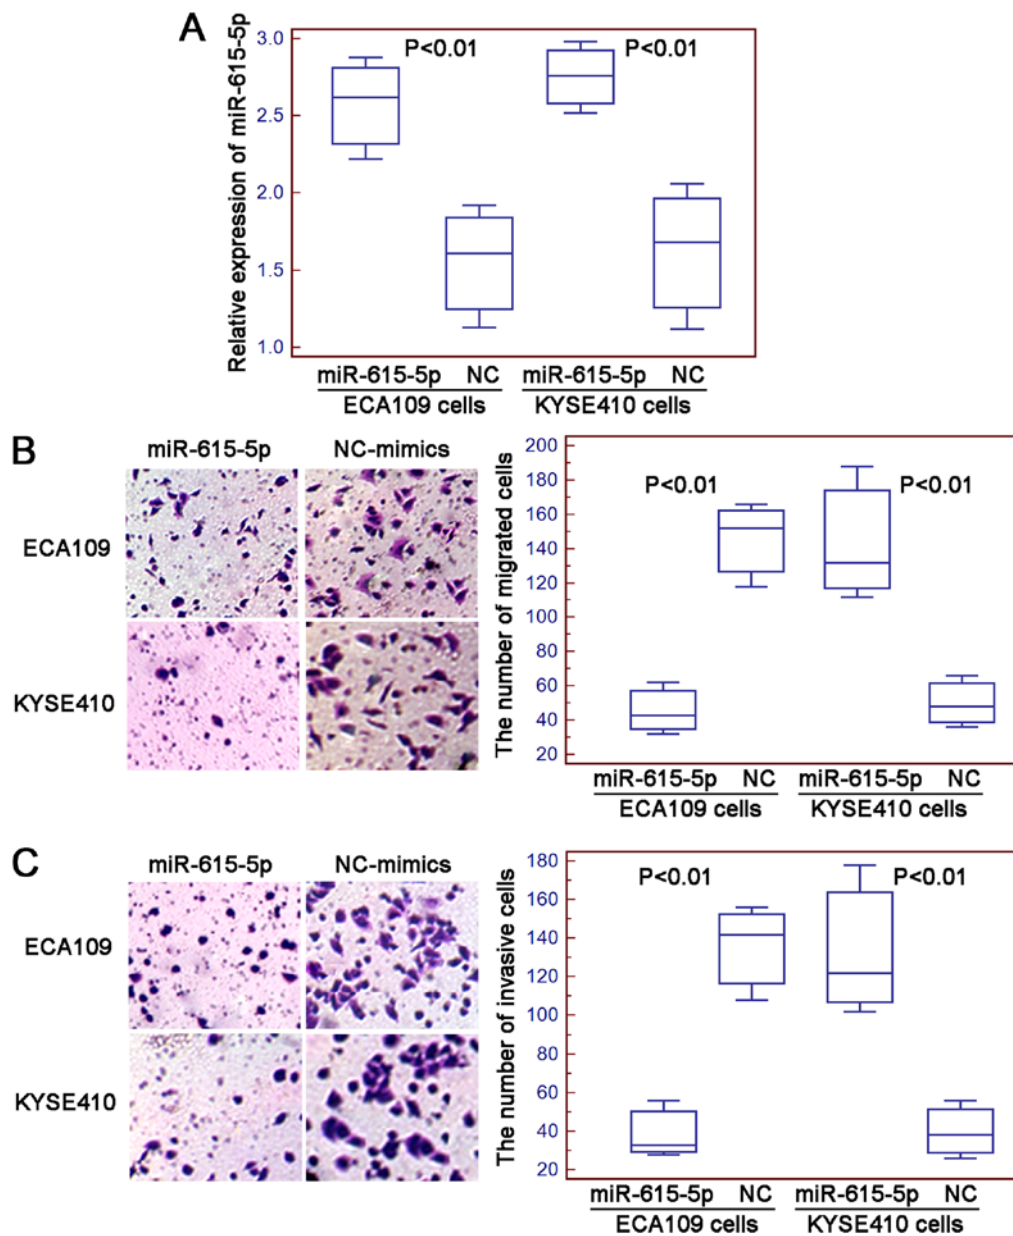 A
Relative expression of miR-615-5p
3.0
2.5
2.0
1.5
1.0
P<0.01
P<0.01
miR-615-5p NC miR-615-5p NC
ECA109 cells KYSE410 cells
B
miR-615-5p NC-mimics
ECA109
KYSE410
The number of migrated cells
200
180
160
140
120
100
80
60
40
20
P<0.01
P<0.01
miR-615-5p NC miR-615-5p NC
ECA109 cells KYSE410 cells
C
miR-615-5p NC-mimics
ECA109
KYSE410
The number of invasive cells
180
160
140
120
100
80
60
40
20
P<0.01
P<0.01
miR-615-5p NC miR-615-5p NC
ECA109 cells KYSE410 cells